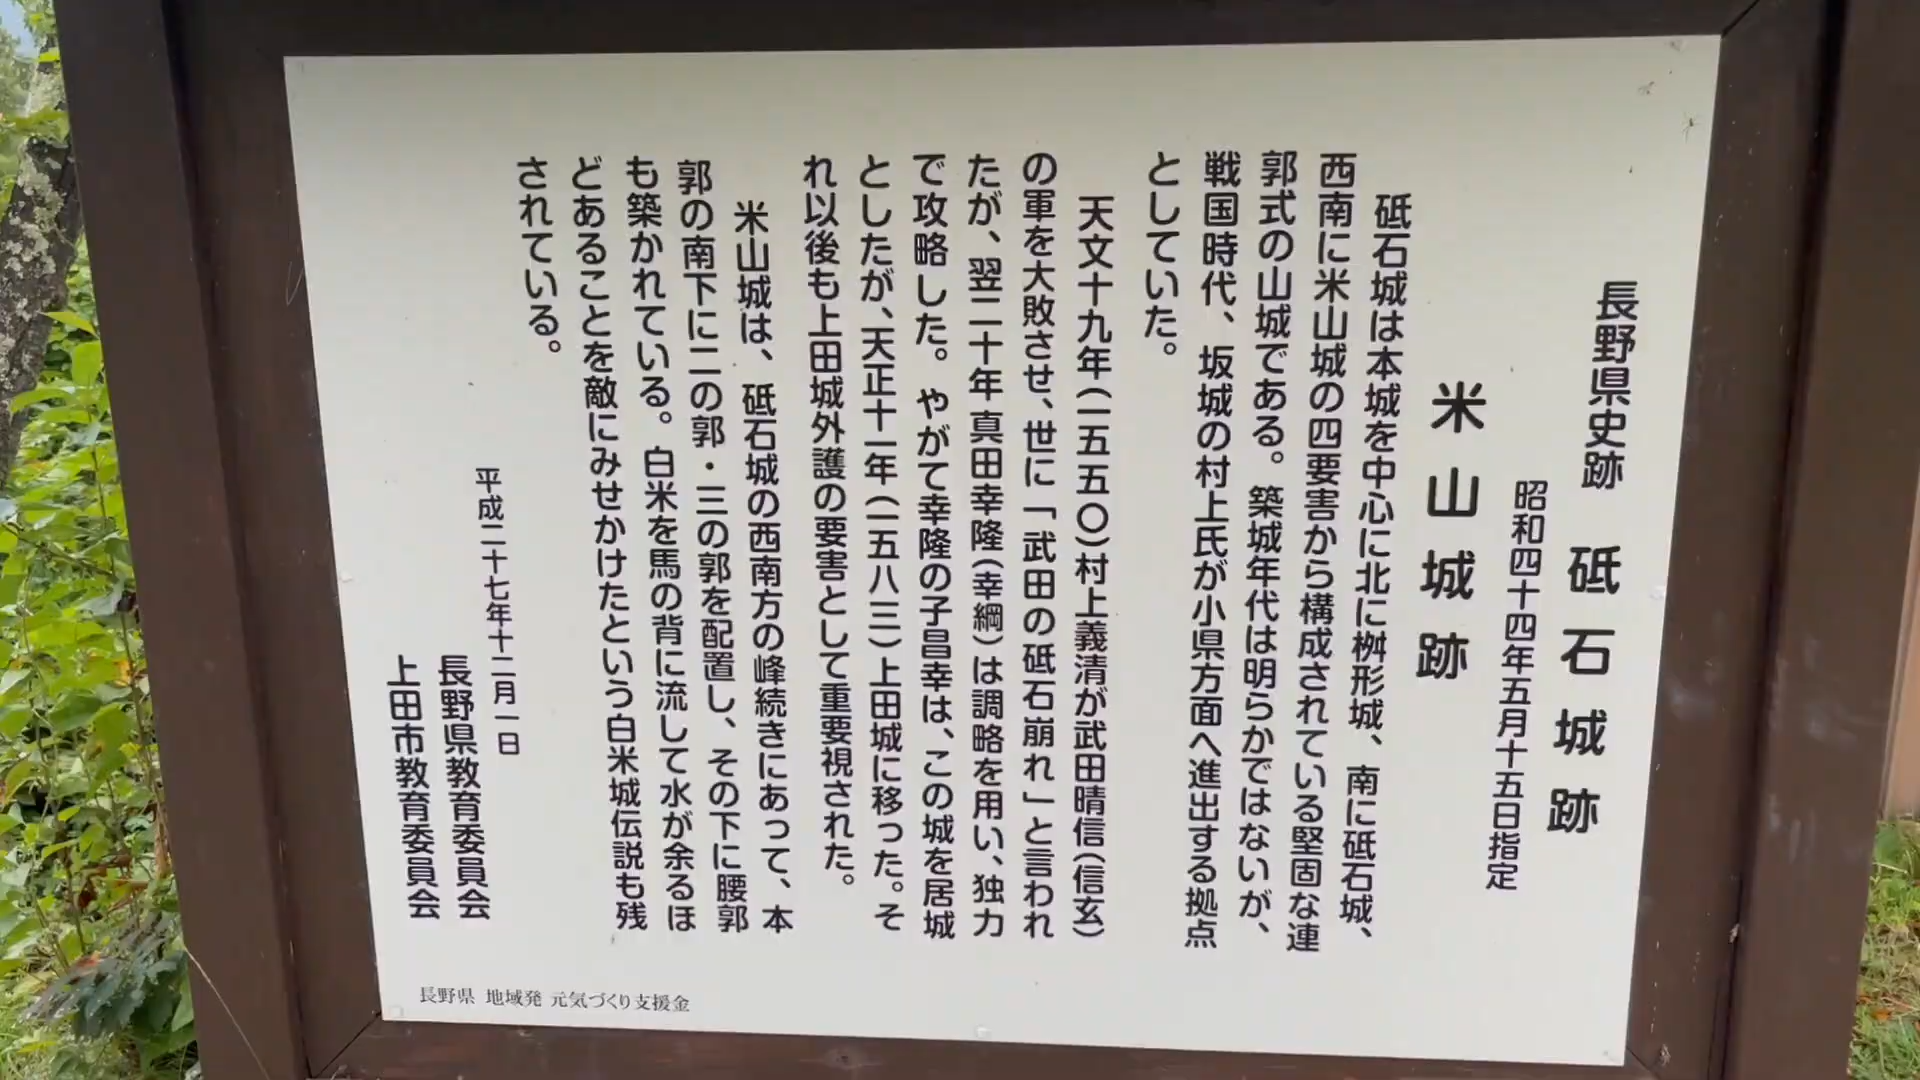 長野県史跡 砥石城跡
昭和四十四年五月十五日指定
米山城跡
砥石城は本城を中心に北に桝形城、南に砥石城、
西南に米山城の四要害から構成されている堅固な連
郭式の山城である。築城年代は明らかではないが、
戦国時代、坂城の村上氏が小県方面へ進出する拠点
としていた。
天文十九年(一五五〇)村上義清が武田晴信(信玄)
の軍を大敗させ、世に「武田の砥石崩れ」と言われ
たが、翌二十年真田幸隆(幸綱)は調略を用い、独力
で攻略した。やがて幸隆の子昌幸は、この城を居城
としたが、天正十一年(一五八三)上田城に移った。そ
れ以後も上田城外護の要害として重要視された。
米山城は、砥石城の西南方の峰続きにあって、本
郭の南下に二の郭・三の郭を配置し、その下に腰郭
も築かれている。白米を馬の背に流して水が余るほ
どあることを敵にみせかけたという白米城伝説も残
されている。
平成二十七年十二月一日
長野県教育委員会
上田市教育委員会
長野県 地域発 元気づくり支援金